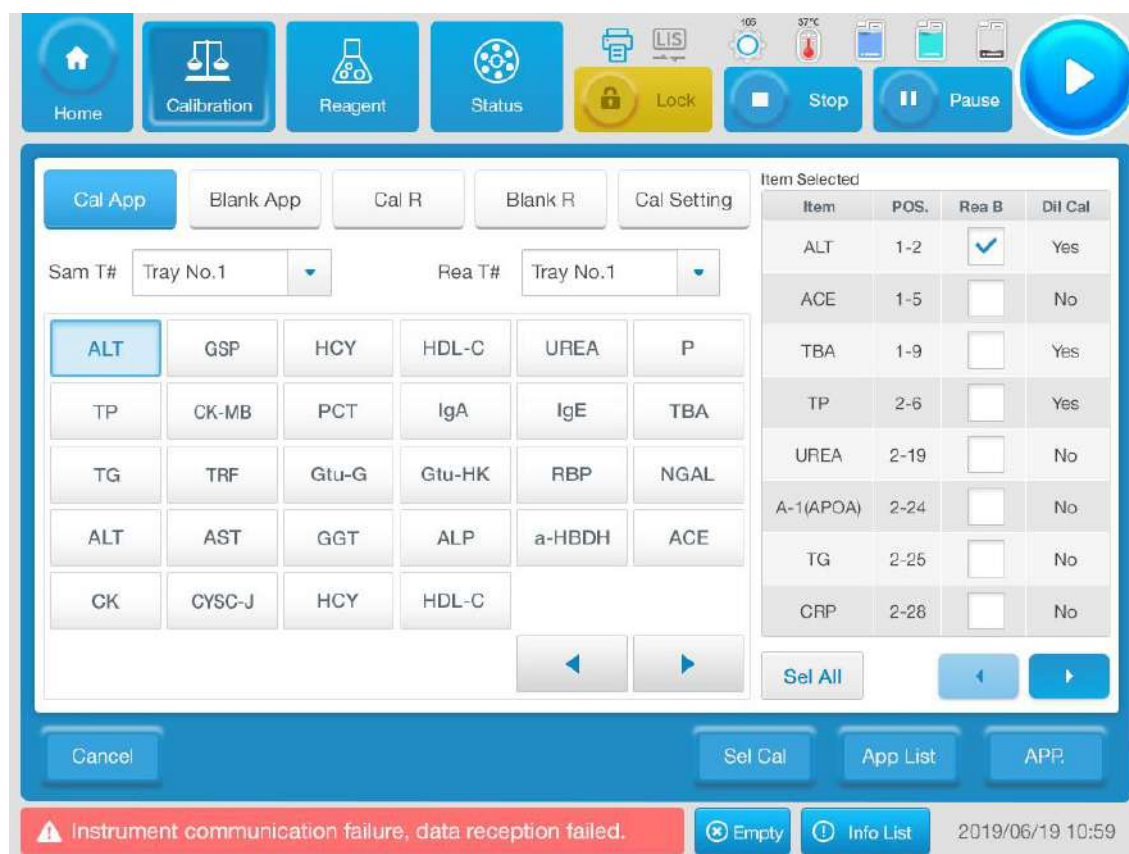 105 37°C
LIS
Home Calibration Reagent Status Lock Stop Pause
Cal App Blank App Cal R Blank R Cal Setting
Sam T# Tray No.1 Rea T# Tray No.1
ALT GSP HCY HDL-C UREA P
TP CK-MB PCT IgA IgE TBA
TG TRF Gtu-G Gtu-HK RBP NGAL
ALT AST GGT ALP a-HBDH ACE
CK CYSC-J HCY HDL-C
Item Selected
Item POS. Rea B Dil Cal
ALT 1-2 Yes
ACE 1-5 No
TBA 1-9 Yes
TP 2-6 Yes
UREA 2-19 No
A-1(APOA) 2-24 No
TG 2-25 No
CRP 2-28 No
Sel All
Cancel Sel Cal App List APP.
Instrument communication failure, data reception failed. Empty Info List 2019/06/19 10:59